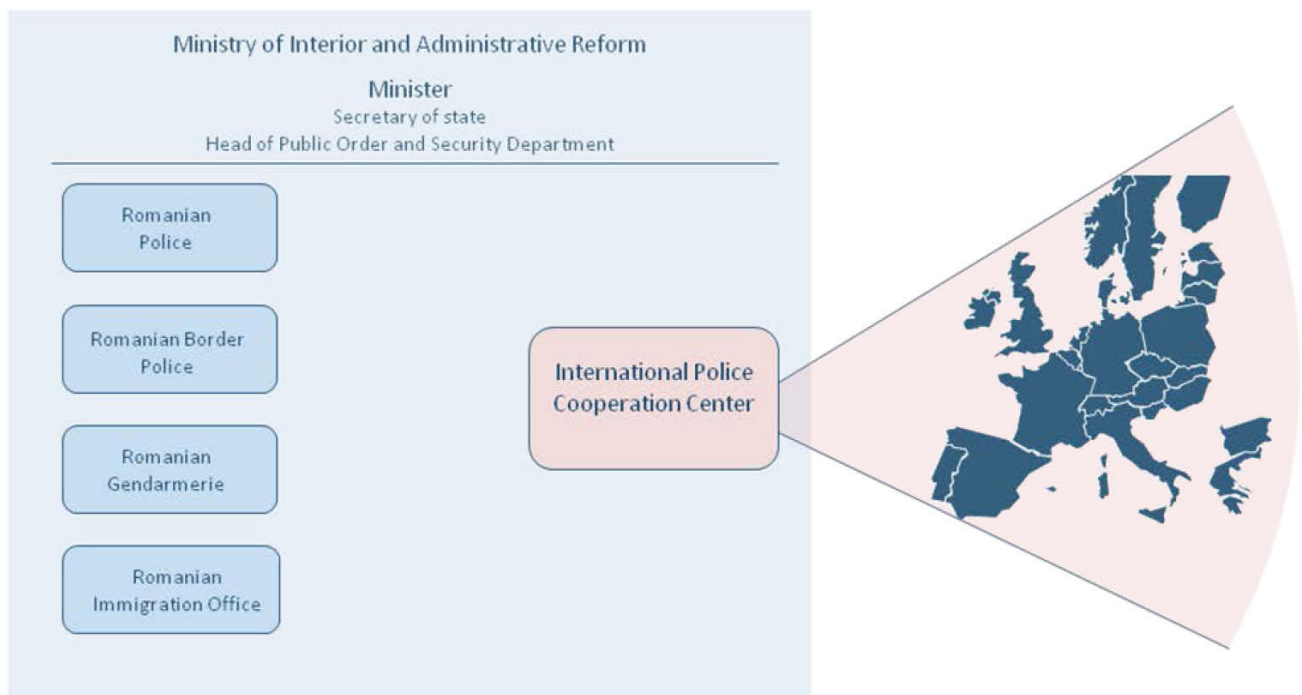 Ministry of Interior and Administrative Reform
Minister
Secretary of state
Head of Public Order and Security Department
Romanian
Police
Romanian Border
Police
Romanian
Gendarmerie
Romanian
Immigration Office
International Police
Cooperation Center